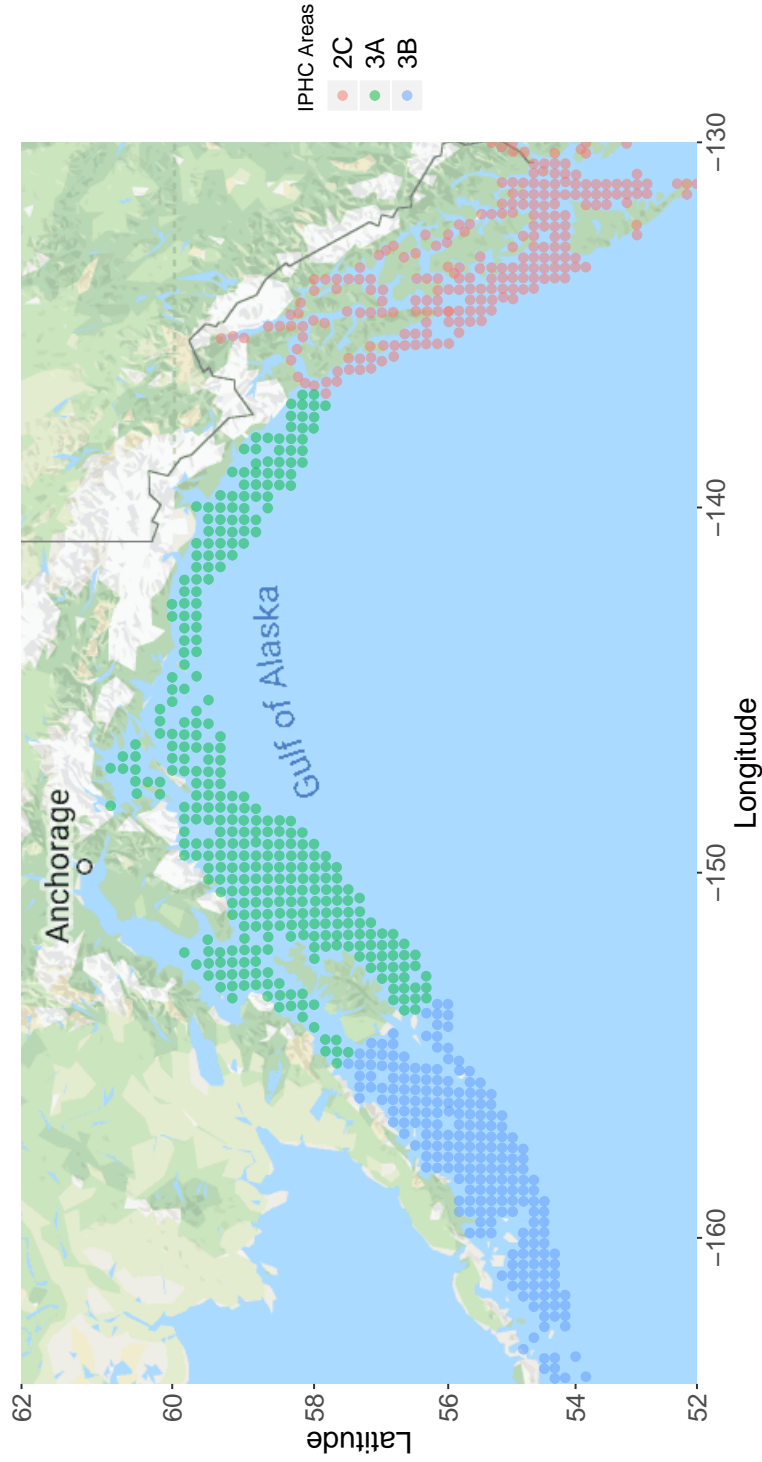 Anchorage
Gulf of Alaska
62
60
58
56
54
52
Latitude
−160
−150
−140
−130
Longitude
IPHC Areas
2C
3A
3B